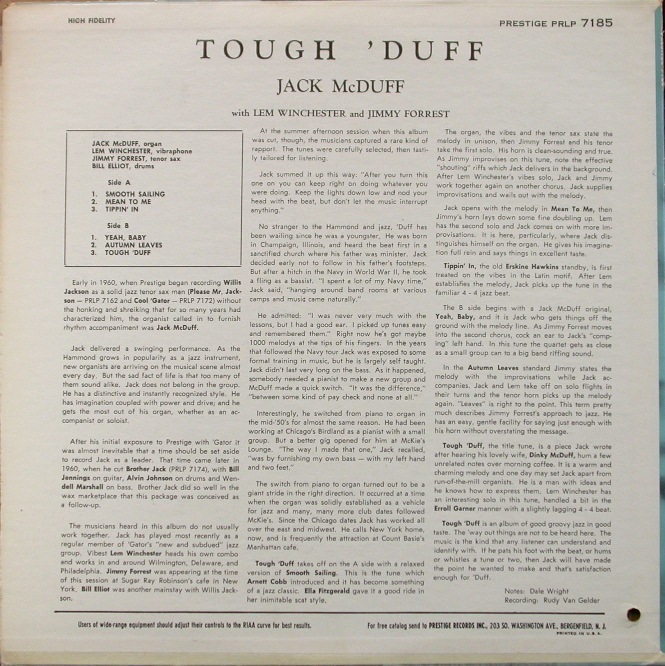 HIGH FIDELITY
PRESTIGE PRLP 7185
TOUGH 'DUFF
JACK McDUFF
with LEM WINCHESTER and JIMMY FORREST
JACK McDUFF, organ
LEM WINCHESTER, vibraphone
JIMMY FORREST, tenor sax
BILL ELLIOT, drums
Side A
1. SMOOTH SAILING
2. MEAN TO ME
3. TIPPIN' IN
Side B
1. YEAH, BABY
2. AUTUMN LEAVES
3. TOUGH 'DUFF
Early in 1960, when Prestige began recording Willis
Jackson as a solid jazz tenor sax man (Please Mr. Jack-
son — PRLP 7162 and Cool 'Gator — PRLP 7172) without
the honking and shreiking that for so many years had
characterized him, the organist called in to furnish
rhythm accompaniment was Jack McDuff.
Jack delivered a swinging performance. As the
Hammond grows in popularity as a jazz instrument,
new organists are arriving on the musical scene almost
every day. But the sad fact of life is that too many of
them sound alike. Jack does not belong in the group.
He has a distinctive and instantly recognized style. He
has imagination coupled with power and drive; and he
gets the most out of his organ, whether as an ac-
companist or soloist.
After his initial exposure to Prestige with 'Gator it
was almost inevitable that a time should be set aside
to record Jack as a leader. That time came later in
1960, when he cut Brother Jack (PRLP 7174), with Bill
Jennings on guitar, Alvin Johnson on drums and Wen-
dell Marshall on bass. Brother Jack did so well in the
wax marketplace that this package was conceived as
a follow-up.
The musicians heard in this album do not usually
work together. Jack has played most recently as a
regular member of 'Gator's "new and subdued" jazz
group. Vibest Lem Winchester heads his own combo
and works in and around Wilmington, Delaware, and
Philadelphia. Jimmy Forrest was appearing at the time
of this session at Sugar Ray Robinson's cafe in New
York. Bill Elliot was another mainstay with Willis Jack-
son.
At the summer afternoon session when this album
was cut, though, the musicians captured a rare kind of
rapport. The tunes were carefully selected, then tasti-
ly tailored for listening.
Jack summed it up this way: "After you turn this
one on you can keep right on doing whatever you
were doing. Keep the lights down low and nod your
head with the beat, but don't let the music interrupt
anything."
No stranger to the Hammond and jazz, 'Duff has
been wailing since he was a youngster. He was born
in Champaign, Illinois, and heard the beat first in a
sanctified church where his father was minister. Jack
decided early not to follow in his father's footsteps.
But after a hitch in the Navy in World War II, he took
a fling as a bassist. "I spent a lot of my Navy time,"
Jack said, "hanging around band rooms at various
camps and music came naturally."
He admitted: "I was never very much with the
lessons, but I had a good ear. I picked up tunes easy
and remembered them." Right now he's got maybe
1000 melodys at the tips of his fingers. In the years
that followed the Navy tour Jack was exposed to some
formal training in music, but he is largely self taught.
Jack didn't last very long on the bass. As it happened,
somebody needed a pianist to make a new group and
McDuff made a quick switch. "It was the difference,"
"between some kind of pay check and none at all."
Interestingly, he switched from piano to organ in
the mid-'50's for almost the same reason. He had been
working at Chicago's Birdland as a pianist with a small
group. But a better gig opened for him at McKie's
Lounge. "The way I made that one," Jack recalled,
"was by furnishing my own bass — with my left hand
and two feet."
The switch from piano to organ turned out to be a
giant stride in the right direction. It occurred at a time
when the organ was solidly established as a vehicle
for jazz and many, many more club dates followed
McKie's. Since the Chicago dates Jack has worked all
over the east and midwest. He calls New York home,
now, and is frequently the attraction at Count Basie's
Manhattan cafe.
Tough 'Duff takes off on the A side with a relaxed
version of Smooth Sailing. This is the tune which
Arnett Cobb introduced and it has become something
of a jazz classic. Ella Fitzgerald gave it a good ride in
her inimitable scat style.
The organ, the vibes and the tenor sax state the
melody in unison, then Jimmy Forrest and his tenor
take the first solo. His horn is clean-sounding and true.
As Jimmy improvises on this tune, note the effective
"shouting" riffs which Jack delivers in the background.
After Lem Winchester's vibes solo, Jack and Jimmy
work together again on another chorus. Jack supplies
improvisations and wails out with the melody.
Jack opens with the melody in Mean To Me, then
Jimmy's horn lays down some fine doubling up. Lem
has the second solo and Jack comes on with more im-
provisations. It is here, particularly, where Jack dis-
tinguishes himself on the organ. He gives his imagina-
tion full rein and says things in excellent taste.
Tippin' In, the old Erskine Hawkins standby, is first
treated on the vibes in the Latin motif. After Lem
establishes the melody, Jack picks up the tune in the
familiar 4 - 4 jazz beat.
The B side begins with a Jack McDuff original,
Yeah, Baby, and it is Jack who gets things off the
ground with the melody line. As Jimmy Forrest moves
into the second chorus, cock an ear to Jack's "comp-
ing" left hand. In this tune the quartet gets as close
as a small group can to a big band riffing sound.
In the Autumn Leaves standard Jimmy states the
melody with the improvisations while Jack ac-
companies. Jack and Lem take off on solo flights in
their turns and the tenor horn picks up the melody
again. "Leaves" is right to the point. This term pretty
much describes Jimmy Forrest's approach to jazz. He
has an easy, gentle facility for saying just enough with
his horn without overstating the message.
Tough 'Duff, the title tune, is a piece Jack wrote
after hearing his lovely wife, Dinky McDuff, hum a few
unrelated notes over morning coffee. It is a warm and
charming melody and one day may set Jack apart from
run-of-the-mill organists. He is a man with ideas and
he knows how to express them. Lem Winchester has
an interesting solo in this tune, handled a bit in the
Erroll Garner manner with a slightly lagging 4 - 4 beat.
Tough 'Duff is an album of good groovy jazz in good
taste. The 'way out things are not to be heard here. The
music is the kind that any listener can understand and
identify with. If he pats his foot with the beat, or hums
or whistles a tune or two, then Jack will have made
the point he wanted to make and that's satisfaction
enough for 'Duff.
Notes: Dale Wright
Recording: Rudy Van Gelder
Users of wide-range equipment should adjust their controls to the RIAA curve for best results.
For free catalog send to PRESTIGE RECORDS INC., 203 SO. WASHINGTON AVE., BERGENFIELD, N. J.
PRINTED IN U.S.A.